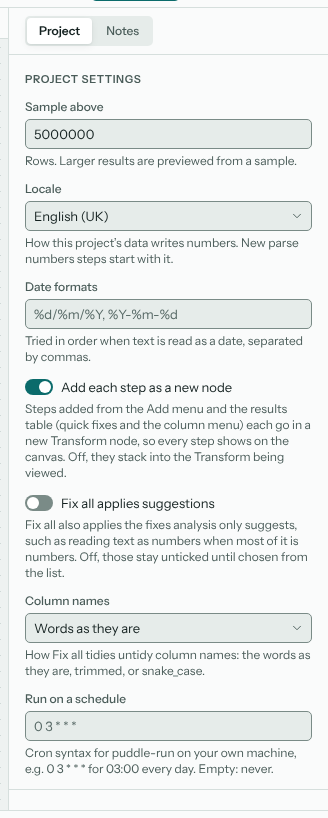 Project
Notes
PROJECT SETTINGS
Sample above
5000000
Rows. Larger results are previewed from a sample.
Locale
English (UK)
How this project's data writes numbers. New parse
numbers steps start with it.
Date formats
%d/%m/%Y, %Y-%m-%d
Tried in order when text is read as a date, separated
by commas.
Add each step as a new node
Steps added from the Add menu and the results
table (quick fixes and the column menu) each go in a
new Transform node, so every step shows on the
canvas. Off, they stack into the Transform being
viewed.
Fix all applies suggestions
Fix all also applies the fixes analysis only suggests,
such as reading text as numbers when most of it is
numbers. Off, those stay unticked until chosen from
the list.
Column names
Words as they are
How Fix all tidies untidy column names: the words as
they are, trimmed, or snake_case.
Run on a schedule
0 3 * * *
Cron syntax for puddle-run on your own machine,
e.g. 0 3 * * * for 03:00 every day. Empty: never.